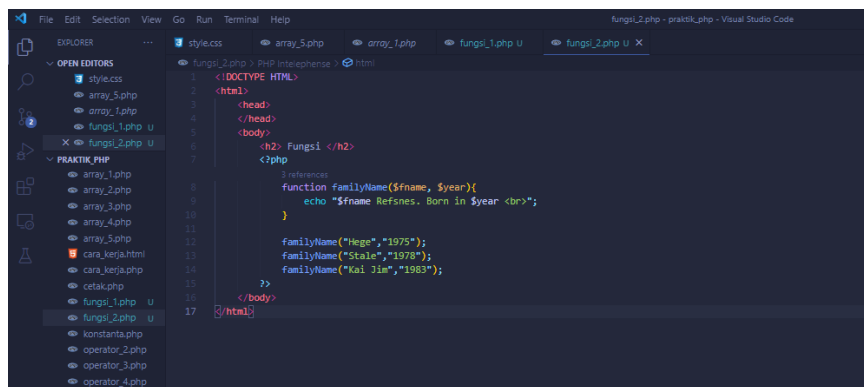 File Edit Selection View Go Run Terminal Help fungsi_2.php - praktik_php - Visual Studio Code
EXPLORER ...
OPEN EDITORS
style.css
array_5.php
array_1.php
fungsi_1.php U
fungsi_2.php U
PRAKTIK_PHP
array_1.php
array_2.php
array_3.php
array_4.php
array_5.php
cara_kerja.html
cara_kerja.php
cetak.php
fungsi_1.php U
fungsi_2.php U
konstanta.php
operator_2.php
operator_3.php
operator_4.php
2
style.css array_5.php array_1.php fungsi_1.php U fungsi_2.php U
fungsi_2.php > PHP Intelephense > html
1 <!DOCTYPE HTML>
2 <html>
3 <head>
4 </head>
5 <body>
6 <h2> Fungsi </h2>
7 <?php
3 references
8 function familyName($fname, $year){
9 echo "$fname Refsnes. Born in $year <br>";
10 }
11
12 familyName("Hege","1975");
13 familyName("Stale","1978");
14 familyName("Kai Jim","1983");
15 ?>
16 </body>
17 </html>